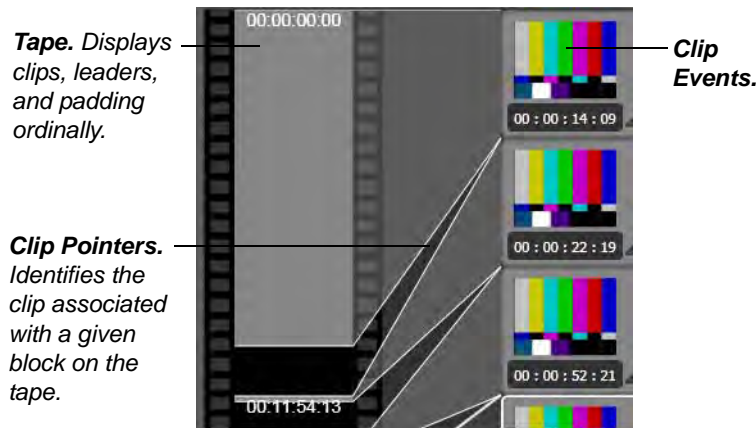 Tape. Displays
clips, leaders,
and padding
ordinally.
Clip Pointers.
Identifies the
clip associated
with a given
block on the
tape.
00:00:00:00
00:11:54:13
00 : 00 : 14 : 09
00 : 00 : 22 : 19
00 : 00 : 52 : 21
Clip
Events.